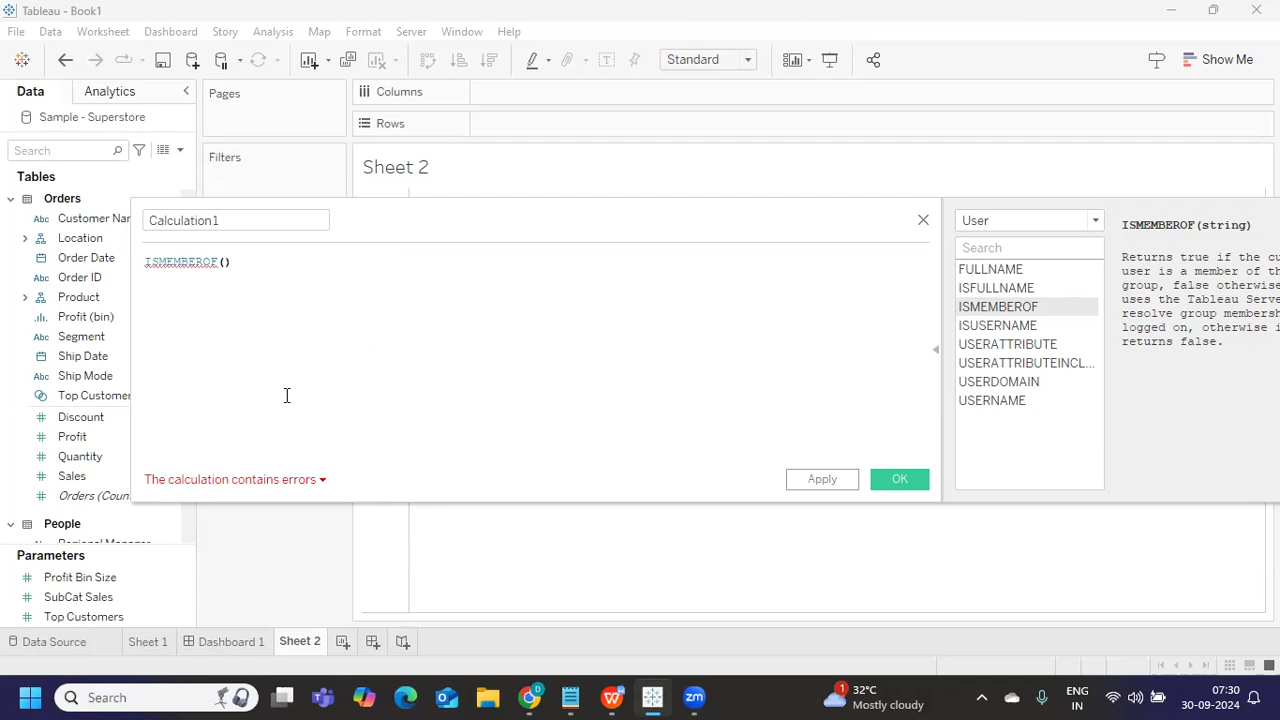 Tableau - Book1
File Data Worksheet Dashboard Story Analysis Map Format Server Window Help
Standard
Show Me
Data Analytics
Pages
Columns
Sample - Superstore
Rows
Search
Filters
Sheet 2
Tables
Orders
Customer Nar
Location
Order Date
Order ID
Product
Profit (bin)
Segment
Ship Date
Ship Mode
Top Customer
Discount
Profit
Quantity
Sales
Orders (Coun
People
Parameters
Profit Bin Size
SubCat Sales
Top Customers
Calculation1
ISMEMBEROF()
The calculation contains errors
Apply
OK
User
Search
FULLNAME
ISFULLNAME
ISMEMBEROF
ISUSERNAME
USERATTRIBUTE
USERATTRIBUTEINCL...
USERDOMAIN
USERNAME
ISMEMBEROF(string)
Returns true if the cu
user is a member of th
group, false otherwise
uses the Tableau Serve
resolve group membersh
logged on, otherwise i
returns false.
Data Source Sheet 1 Dashboard 1 Sheet 2
Search
1
32°C
Mostly cloudy
ENG
IN
07:30
30-09-2024